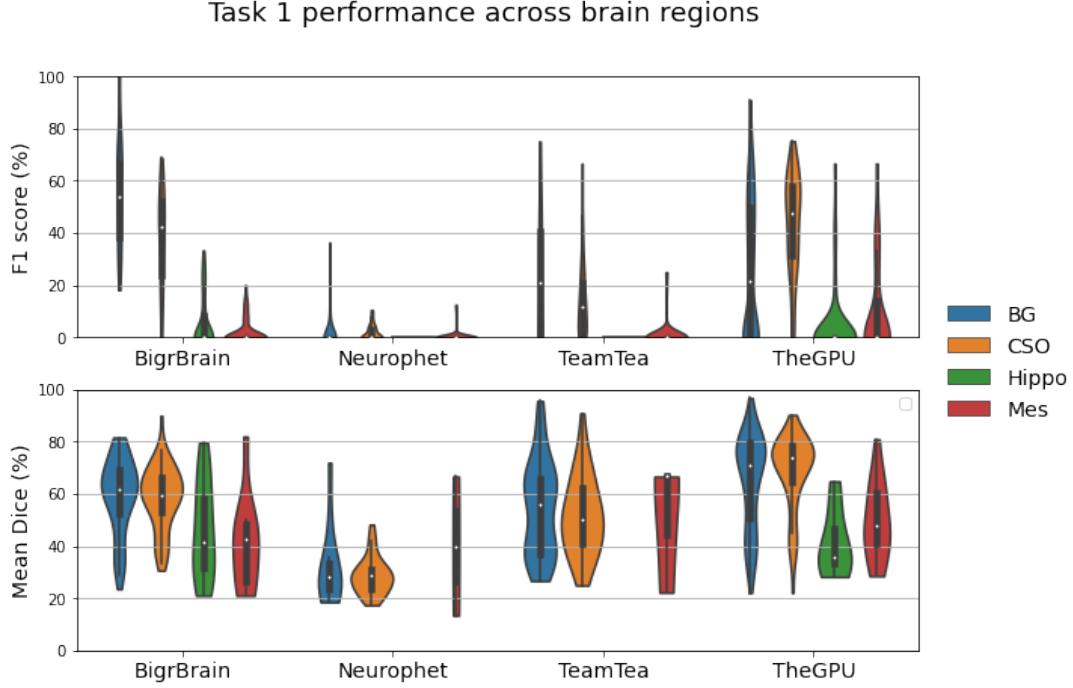 Task 1 performance across brain regions
F1 score (%)
100
80
60
40
20
0
BigrBrain Neurophet TeamTea TheGPU
BG
CSO
Hippo
Mes
Mean Dice (%)
100
80
60
40
20
0
BigrBrain Neurophet TeamTea TheGPU